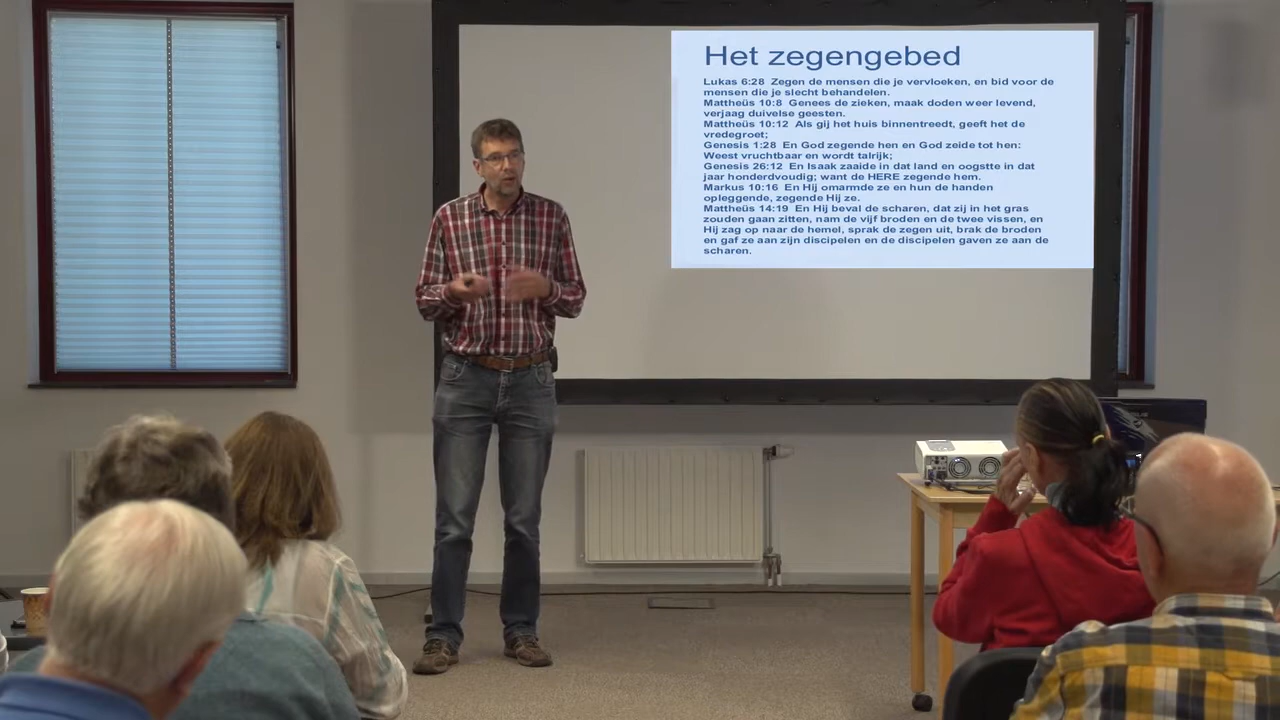 Het zegengebed
Lukas 6:28 Zegen de mensen die je vervloeken, en bid voor de
mensen die je slecht behandelen.
Mattheüs 10:8 Genees de zieken, maak doden weer levend,
verjaag duivelse geesten.
Mattheüs 10:12 Als gij het huis binnentreedt, geeft het de
vredegroet;
Genesis 1:28 En God zegende hen en God zeide tot hen:
Weest vruchtbaar en wordt talrijk;
Genesis 26:12 En Isaak zaaide in dat land en oogstte in dat
jaar honderdvoudig; want de HERE zegende hem.
Markus 10:16 En Hij omarmde ze en hun de handen
opleggende, zegende Hij ze.
Mattheüs 14:19 En Hij beval de scharen, dat zij in het gras
zouden gaan zitten, nam de vijf broden en de twee vissen, en
Hij zag op naar de hemel, sprak de zegen uit, brak de broden
en gaf ze aan zijn discipelen en de discipelen gaven ze aan de
scharen.